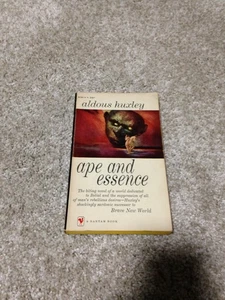 aldous huxley
ape and
essence
The biting novel of a world dedicated
to Belial and the suppression of all
of man's rebellious desires—Huxley's
shockingly sardonic successor to
Brave New World.
A BANTAM BOOK